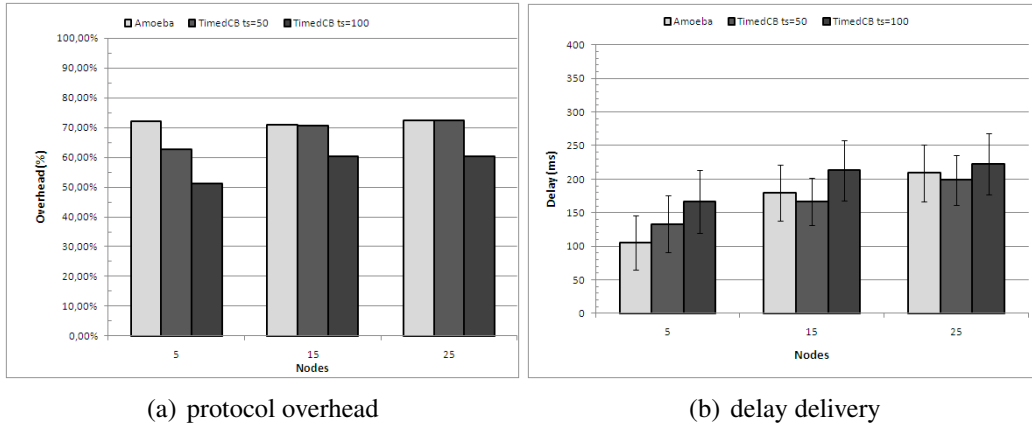 Amoeba TimedCB ts=50 TimedCB ts=100
100,00%
90,00%
80,00%
70,00%
60,00%
50,00%
40,00%
30,00%
20,00%
10,00%
0,00%
Overhead(%)
5 15 25
Nodes
(a) protocol overhead
Amoeba TimedCB ts=50 TimedCB ts=100
400
350
300
250
200
150
100
50
0
Delay (ms)
5 15 25
Nodes
(b) delay delivery